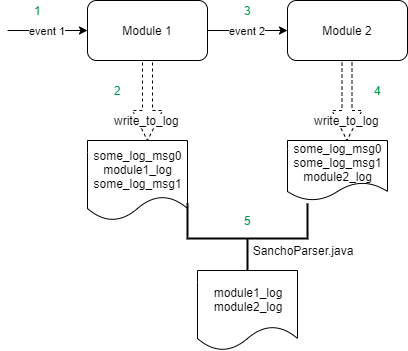 1
3
event 1
Module 1
event 2
Module 2
2
4
write_to_log
write_to_log
some_log_msg0
module1_log
some_log_msg1
some_log_msg0
some_log_msg1
module2_log
5
SanchoParser.java
module1_log
module2_log